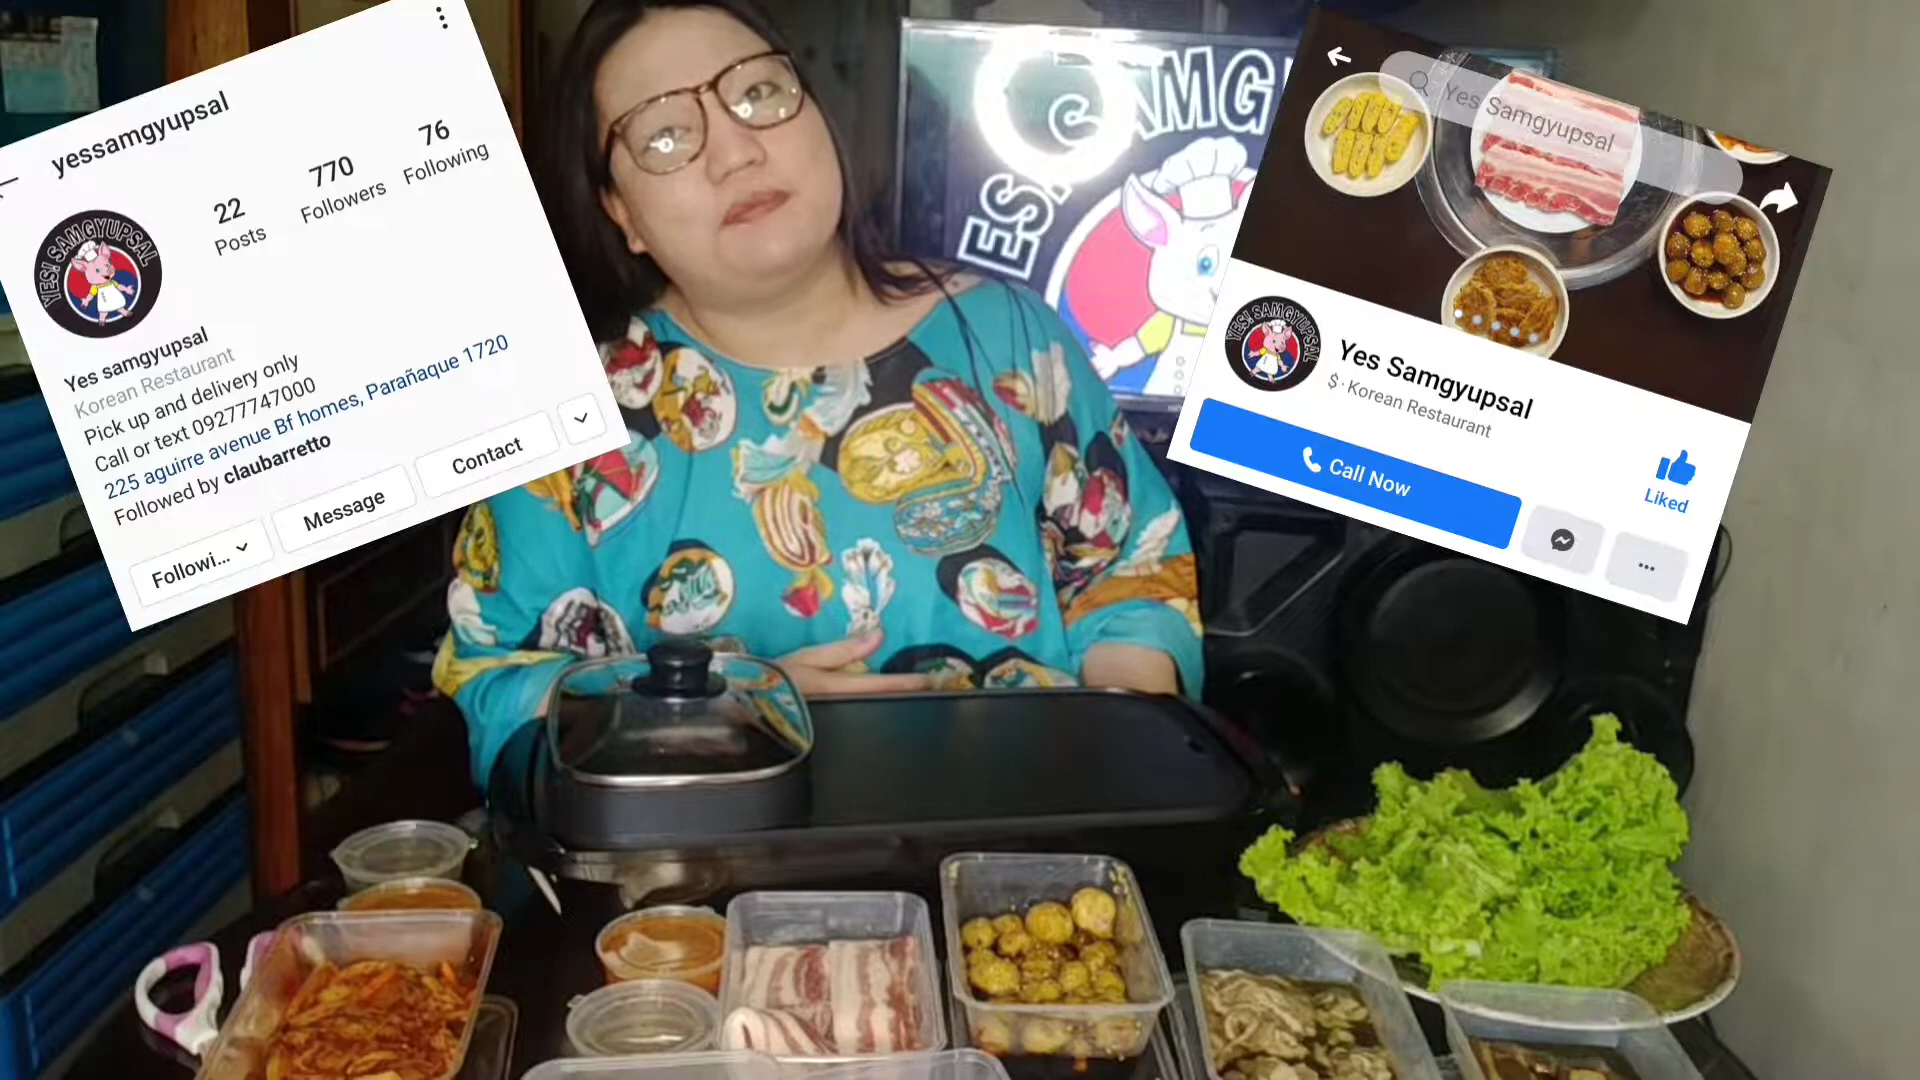 yessamgyupsal
22
Posts
770
Followers
76
Following
YES! SAMGYUPSAL
Yes samgyupsal
Korean Restaurant
Pick up and delivery only
Call or text 09277747000
225 aguirre avenue Bf homes, Parañaque 1720
Followed by claubarretto
Followi...
Message
Contact
Yes Samgyupsal
YES! SAMGYUPSAL
Yes Samgyupsal
$ · Korean Restaurant
Call Now
Liked